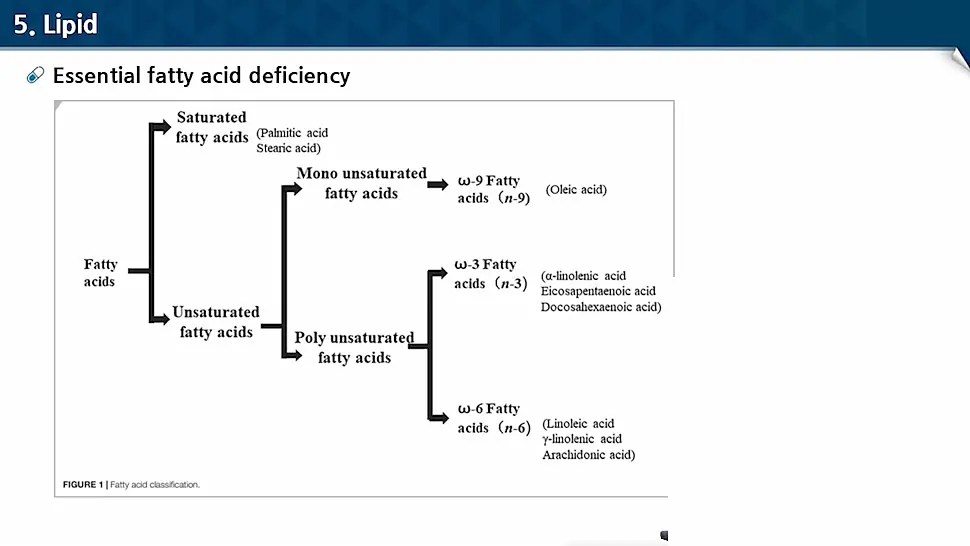 5. Lipid
Essential fatty acid deficiency
Saturated
fatty acids
(Palmitic acid
Stearic acid)
Mono unsaturated
fatty acids
ω-9 Fatty
acids（n-9)
(Oleic acid)
Fatty
acids
ω-3 Fatty
acids（n-3)
(α-linolenic acid
Eicosapentaenoic acid
Docosahexaenoic acid)
Unsaturated
fatty acids
Poly unsaturated
fatty acids
ω-6 Fatty
acids（n-6)
(Linoleic acid
γ-linolenic acid
Arachidonic acid)
FIGURE 1 | Fatty acid classification.